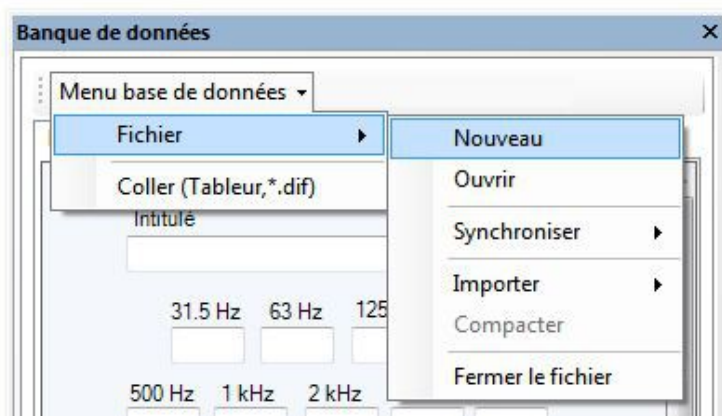 Banque de données
Menu base de données
Fichier
Nouveau
Coller (Tableur,*.dif)
Ouvrir
Intitulé
Synchroniser
Importer
31.5 Hz 63 Hz 125
Compacter
Fermer le fichier
500 Hz 1 kHz 2 kHz